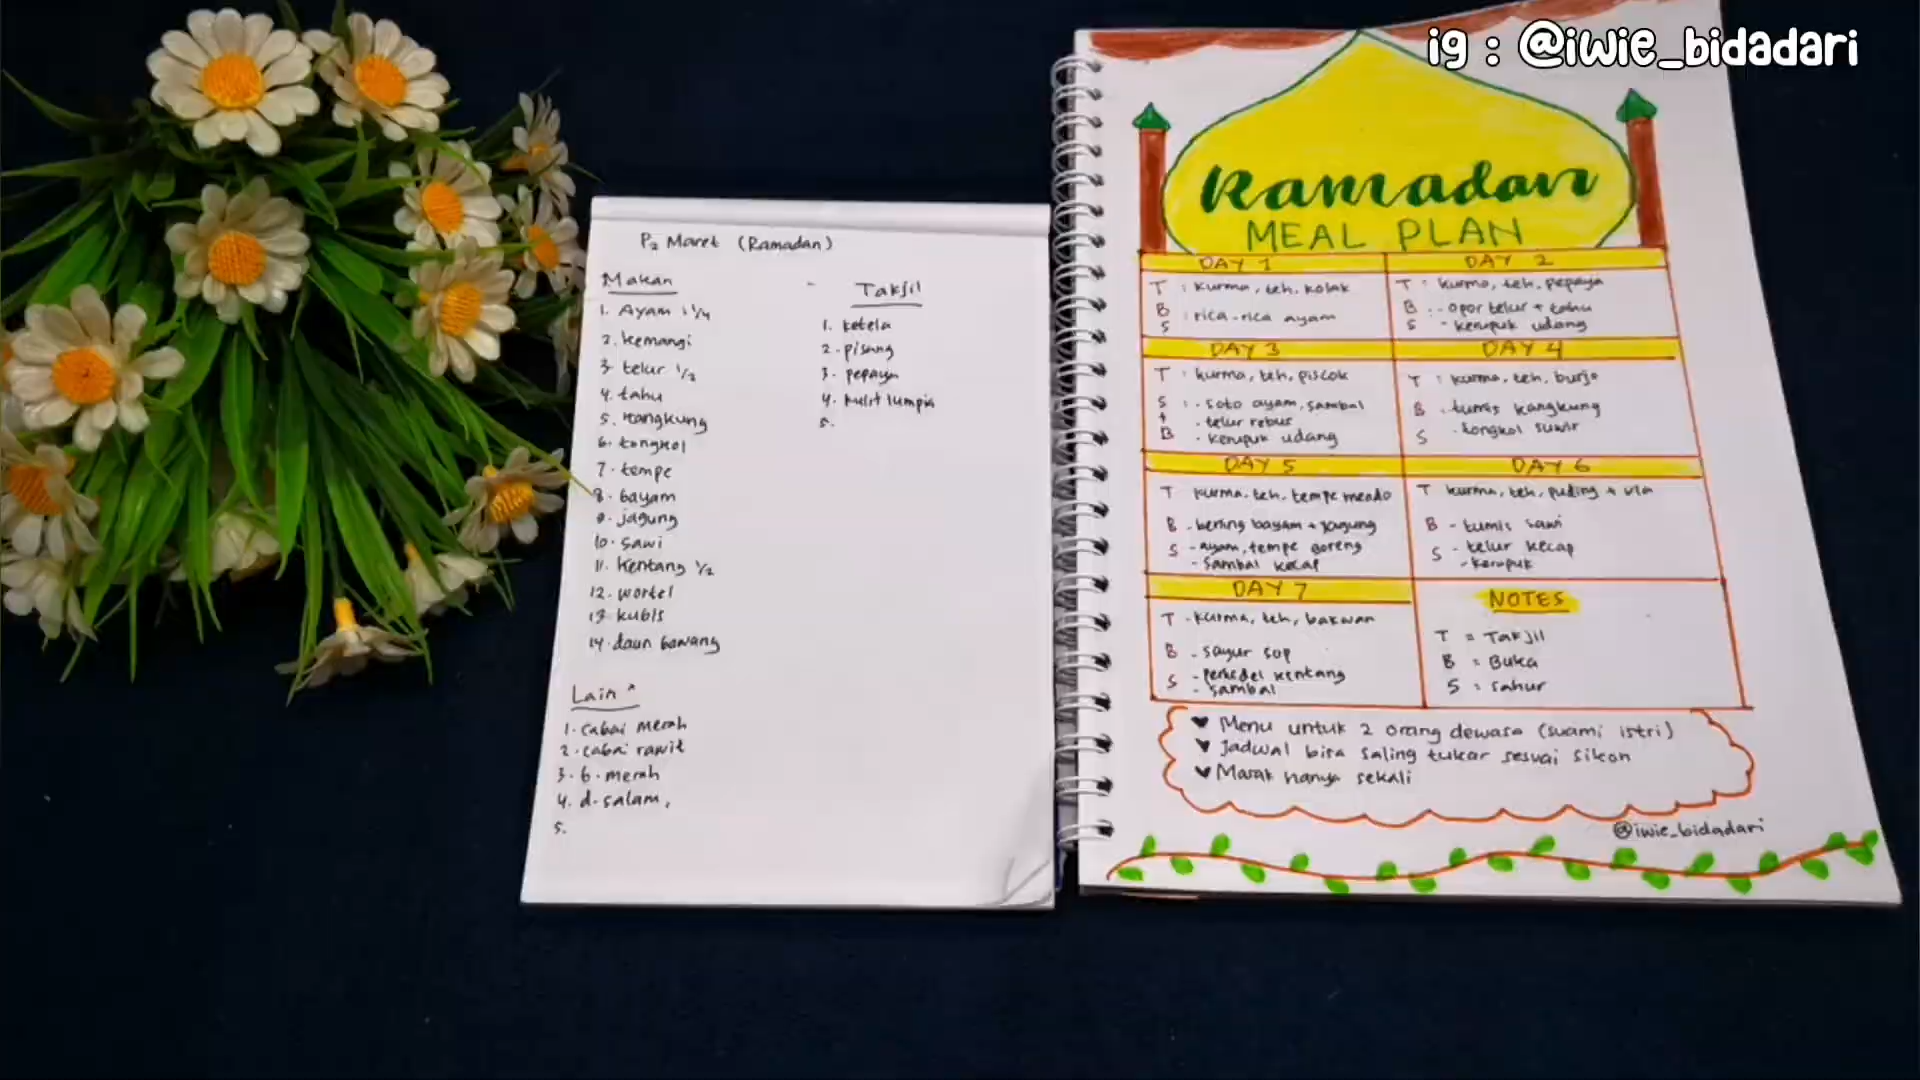 ig : @iwie_bidadari
P2 Maret (Ramadan)
Makan
1. Ayam 1 1/4
2. kemangi
3. telur 1/2
4. tahu
5. kangkung
6. tongkol
7. tempe
8. bayam
9. jagung
10. sawi
11. kentang 1/2
12. wortel
13. kubis
14. daun bawang
Takjil
1. ketela
2. pisang
3. pepaya
4. kulit lumpia
5.
Lain"
1. cabai merah
2. cabai rawit
3. b. merah
4. d. salam,
5.
Ramadan
MEAL PLAN
DAY 1
T : kurma, teh, kolak
B
S : rica-rica ayam
DAY 2
T : kurma, teh, pepaya
B : - opor telur + tahu
S - kerupuk udang
DAY 3
T : kurma, teh, piscok
S : - soto ayam, sambal
+ - telur rebus
B - kerupuk udang
DAY 4
T : kurma, teh, burjo
B - tumis kangkung
S - tongkol suwir
DAY 5
T kurma, teh, tempe mendo
B - bening bayam + jagung
S - ayam, tempe goreng
- sambal kecap
DAY 6
T kurma, teh, puding + vla
B - tumis sawi
S - telur kecap
- kerupuk
DAY 7
T - kurma, teh, bakwan
B - sayur sop
S - perkedel kentang
- sambal
NOTES
T = Takjil
B = Buka
S = sahur
Menu untuk 2 orang dewasa (suami istri)
Jadwal bisa saling tukar sesuai sikon
Masak hanya sekali
@iwie_bidadari